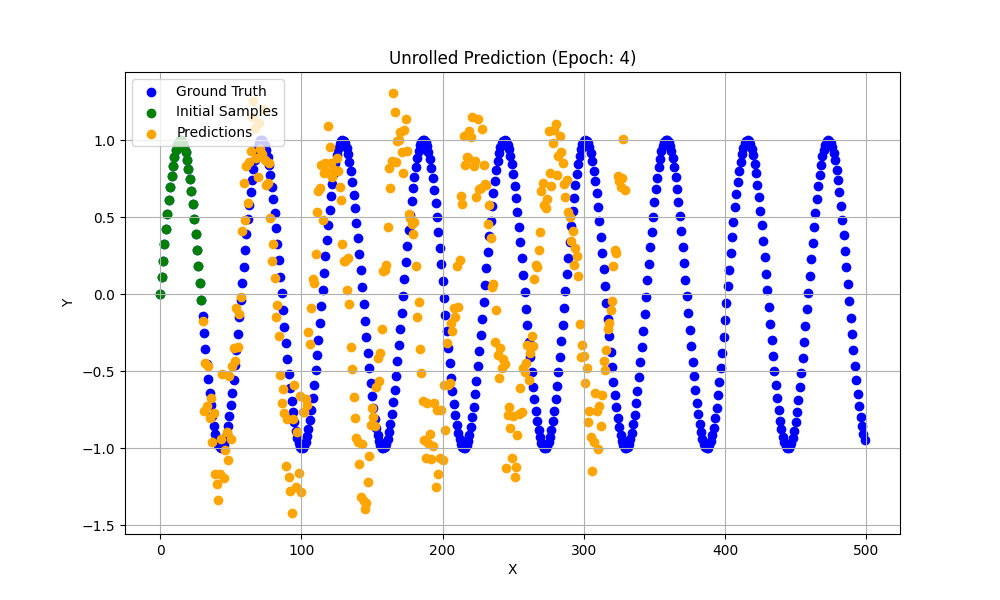 Unrolled Prediction (Epoch: 4)
Ground Truth
Initial Samples
Predictions
1.0
0.5
0.0
−0.5
−1.0
−1.5
Y
0 100 200 300 400 500
X